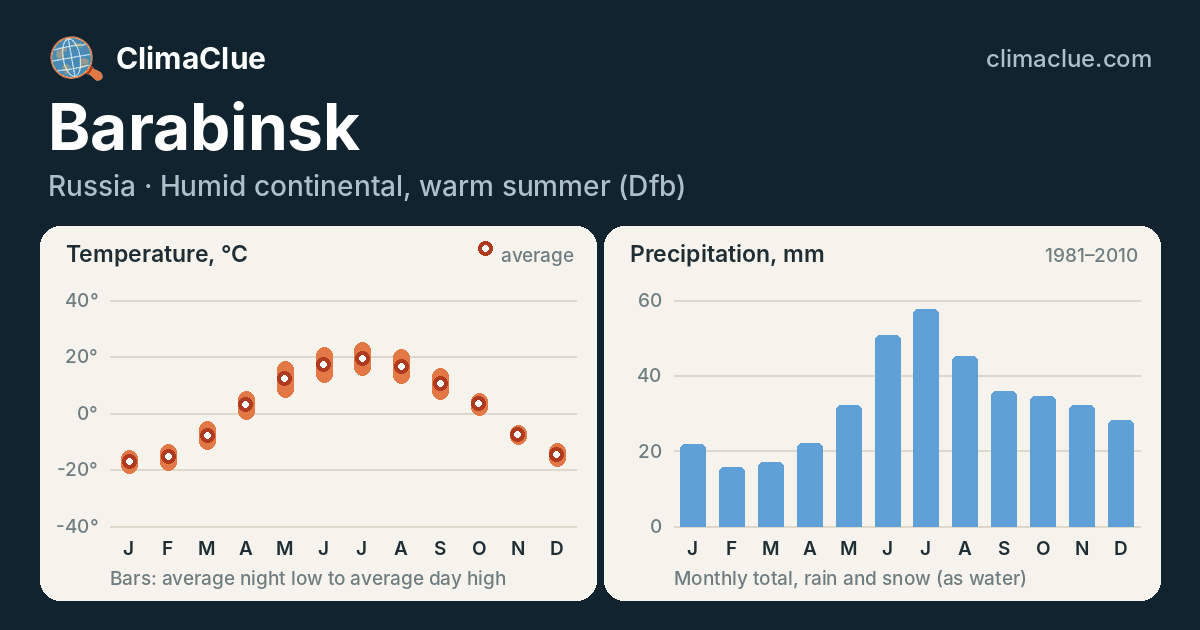 ClimaClue
climaclue.com
Barabinsk
Russia · Humid continental, warm summer (Dfb)
Temperature, °C
average
40°
20°
0°
-20°
-40°
J F M A M J J A S O N D
Bars: average night low to average day high
Precipitation, mm
1981–2010
60
40
20
0
J F M A M J J A S O N D
Monthly total, rain and snow (as water)